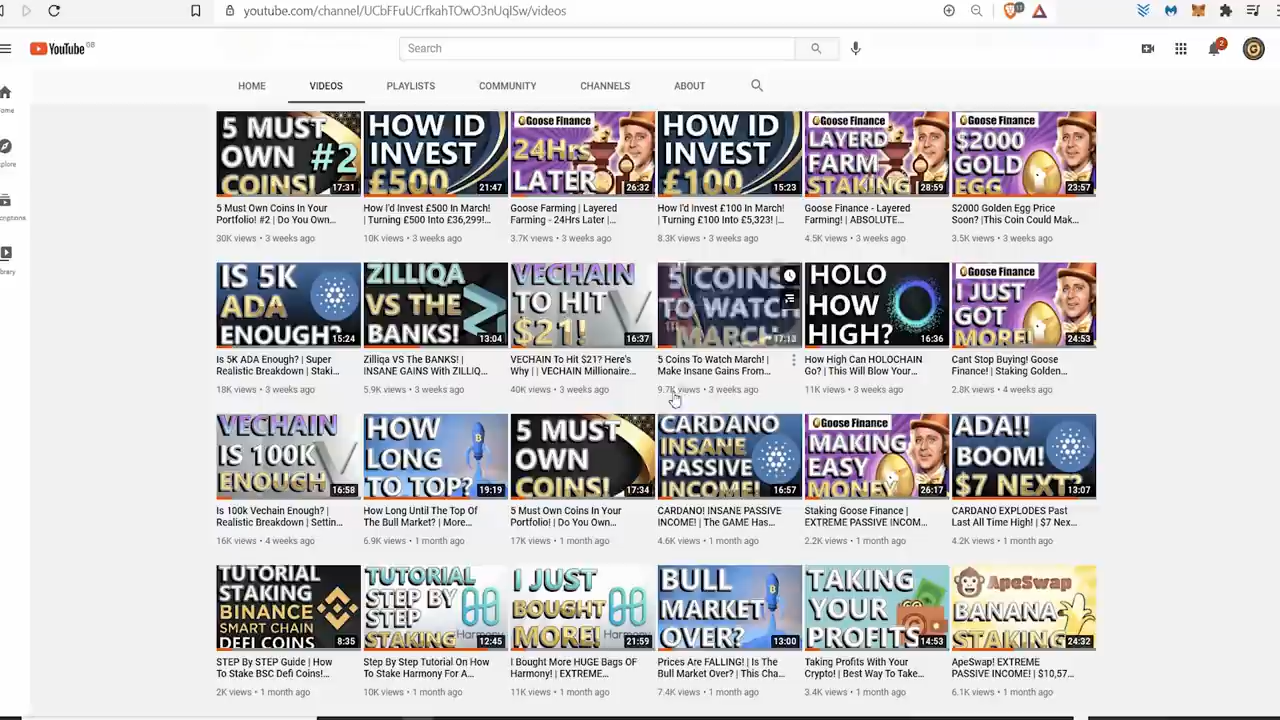 youtube.com/channel/UCbFFuUCrfkahTOwO3nUqlSw/videos
YouTube GB
Search
2
HOME VIDEOS PLAYLISTS COMMUNITY CHANNELS ABOUT
5 MUST OWN #2 COINS! 17:31
HOW ID INVEST £500 21:47
Goose Finance 24Hrs LATER 26:32
HOW ID INVEST £100 15:23
Goose Finance LAYERD FARM STAKING 28:59
Goose Finance $2000 GOLD EGG 23:57
5 Must Own Coins In Your
Portfolio! #2 | Do You Own...
30K views • 3 weeks ago
How I'd Invest £500 In March!
| Turning £500 Into £36,299!...
10K views • 3 weeks ago
Goose Farming | Layered
Farming - 24Hrs Later |...
3.7K views • 3 weeks ago
How I'd Invest £100 In March!
| Turning £100 Into £5,323! |...
8.3K views • 3 weeks ago
Goose Finance - Layered
Farming! | ABSOLUTE...
4.5K views • 3 weeks ago
$2000 Golden Egg Price
Soon? |This Coin Could Mak...
3.5K views • 3 weeks ago
IS 5K ADA ENOUGH? 15:24
ZILLIQA VS THE BANKS! 13:04
VECHAIN TO HIT $21! 16:37
5 COINS TO WATCH MARCH! 17:13
HOLO HOW HIGH? 16:36
Goose Finance I JUST GOT MORE! 24:53
Is 5K ADA Enough? | Super
Realistic Breakdown | Staki...
18K views • 3 weeks ago
Zilliqa VS The BANKS! |
INSANE GAINS With ZILLIQ...
5.9K views • 3 weeks ago
VECHAIN To Hit $21? Here's
Why | | VECHAIN Millionaire...
40K views • 3 weeks ago
5 Coins To Watch March! |
Make Insane Gains From...
9.7K views • 3 weeks ago
How High Can HOLOCHAIN
Go? | This Will Blow Your...
11K views • 3 weeks ago
Cant Stop Buying! Goose
Finance! | Staking Golden...
2.8K views • 4 weeks ago
VECHAIN IS 100K ENOUGH 16:58
HOW LONG TO TOP? 19:19
5 MUST OWN COINS! 17:34
CARDANO INSANE PASSIVE INCOME! 16:57
Goose Finance MAKING EASY MONEY 26:17
ADA!! BOOM! $7 NEXT? 13:07
Is 100k Vechain Enough? |
Realistic Breakdown | Settin...
16K views • 4 weeks ago
How Long Until The Top Of
The Bull Market? | More...
6.9K views • 1 month ago
5 Must Own Coins In Your
Portfolio! | Do You Own...
17K views • 1 month ago
CARDANO! INSANE PASSIVE
INCOME! | The GAME Has...
4.6K views • 1 month ago
Staking Goose Finance |
EXTREME PASSIVE INCOM...
2.2K views • 1 month ago
CARDANO EXPLODES Past
Last All Time High! | $7 Nex...
4.2K views • 1 month ago
TUTORIAL STAKING BINANCE SMART CHAIN DEFI COINS 8:35
TUTORIAL STEP BY STEP STAKING Harmony 12:45
I JUST BOUGHT MORE! Harmony 21:59
BULL MARKET OVER? 13:00
TAKING YOUR PROFITS 14:53
ApeSwap BANANA STAKING 24:32
STEP By STEP Guide | How
To Stake BSC Defi Coins!...
2K views • 1 month ago
Step By Step Tutorial On How
To Stake Harmony For A...
10K views • 1 month ago
I Bought More HUGE Bags OF
Harmony! | EXTREME...
11K views • 1 month ago
Prices Are FALLING! | Is The
Bull Market Over? | This Cha...
7.4K views • 1 month ago
Taking Profits With Your
Crypto! | Best Way To Take...
3.4K views • 1 month ago
ApeSwap! EXTREME
PASSIVE INCOME! | $10,57...
6.1K views • 1 month ago